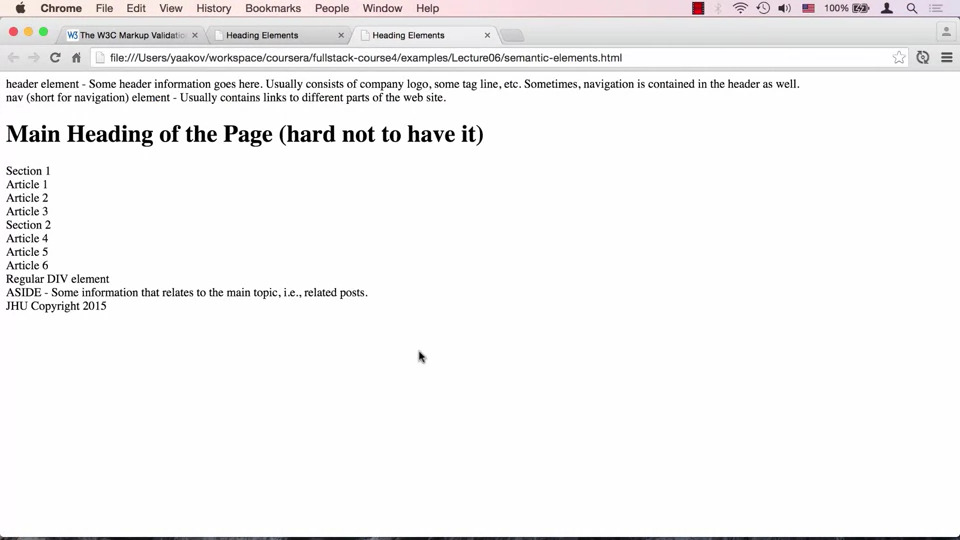 Chrome File Edit View History Bookmarks People Window Help 100%
The W3C Markup Validatio Heading Elements Heading Elements
file:///Users/yaakov/workspace/coursera/fullstack-course4/examples/Lecture06/semantic-elements.html
header element - Some header information goes here. Usually consists of company logo, some tag line, etc. Sometimes, navigation is contained in the header as well.
nav (short for navigation) element - Usually contains links to different parts of the web site.
Main Heading of the Page (hard not to have it)
Section 1
Article 1
Article 2
Article 3
Section 2
Article 4
Article 5
Article 6
Regular DIV element
ASIDE - Some information that relates to the main topic, i.e., related posts.
JHU Copyright 2015